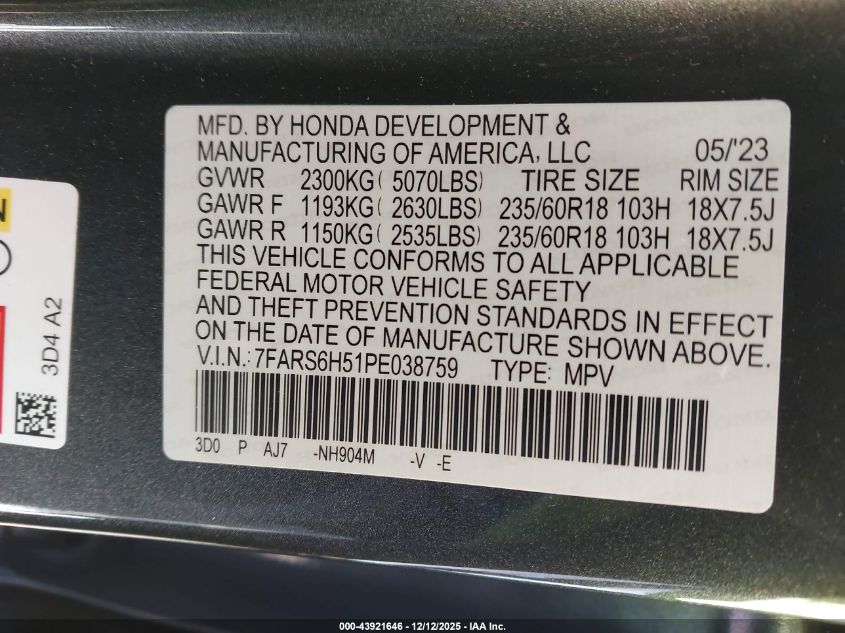 MFD. BY HONDA DEVELOPMENT &
MANUFACTURING OF AMERICA, LLC 05/'23
GVWR 2300KG( 5070LBS) TIRE SIZE RIM SIZE
GAWR F 1193KG( 2630LBS) 235/60R18 103H 18X7.5J
GAWR R 1150KG( 2535LBS) 235/60R18 103H 18X7.5J
THIS VEHICLE CONFORMS TO ALL APPLICABLE
FEDERAL MOTOR VEHICLE SAFETY
AND THEFT PREVENTION STANDARDS IN EFFECT
ON THE DATE OF MANUFACTURE SHOWN ABOVE.
V.I.N.:7FARS6H51PE038759 TYPE: MPV
3D0 P AJ7 -NH904M -V -E
N
3D4 A2
000-43921646 - 12/12/2025 - IAA Inc.